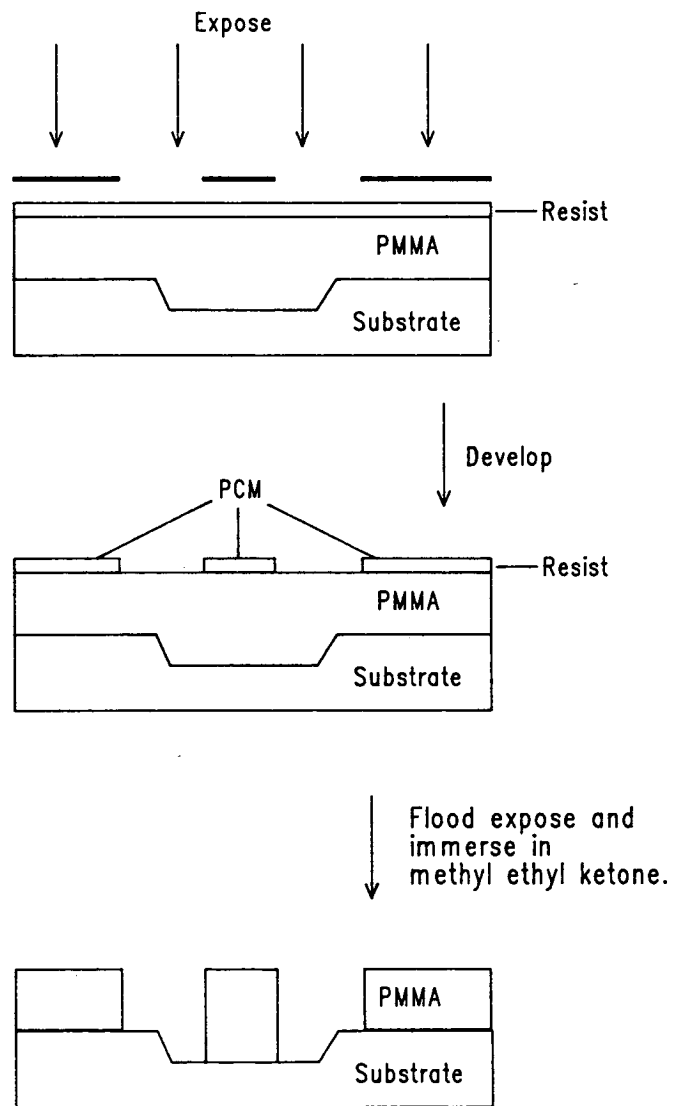 Expose
Resist
PMMA
Substrate
Develop
PCM
Resist
PMMA
Substrate
Flood expose and
immerse in
methyl ethyl ketone.
PMMA
Substrate